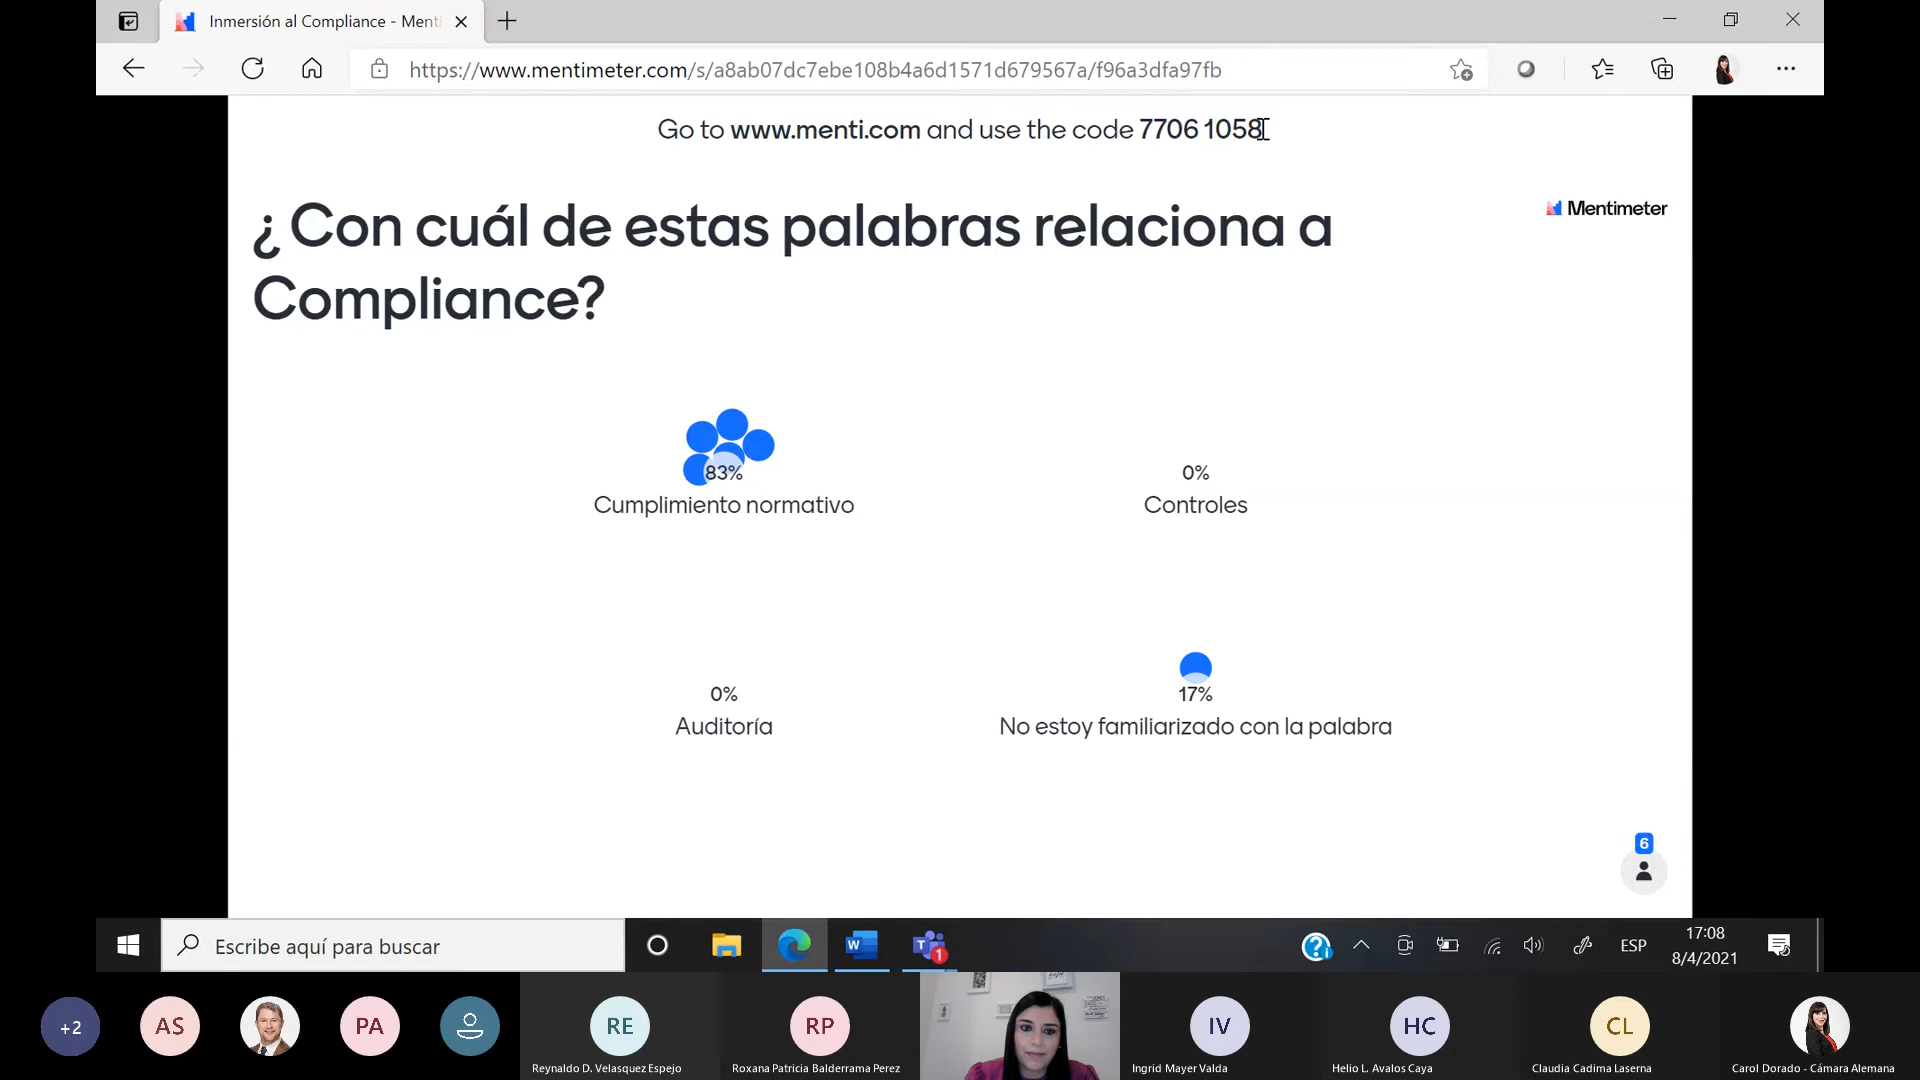 Inmersión al Compliance - Menti
https://www.mentimeter.com/s/a8ab07dc7ebe108b4a6d1571d679567a/f96a3dfa97fb
Go to www.menti.com and use the code 7706 1058
¿ Con cuál de estas palabras relaciona a
Compliance?
Mentimeter
83%
Cumplimiento normativo
0%
Controles
0%
Auditoría
17%
No estoy familiarizado con la palabra
6
Escribe aquí para buscar
1
ESP
17:08
8/4/2021
+2
AS
PA
RE
Reynaldo D. Velasquez Espejo
RP
Roxana Patricia Balderrama Perez
IV
Ingrid Mayer Valda
HC
Helio L. Avalos Caya
CL
Claudia Cadima Laserna
Carol Dorado - Cámara Alemana